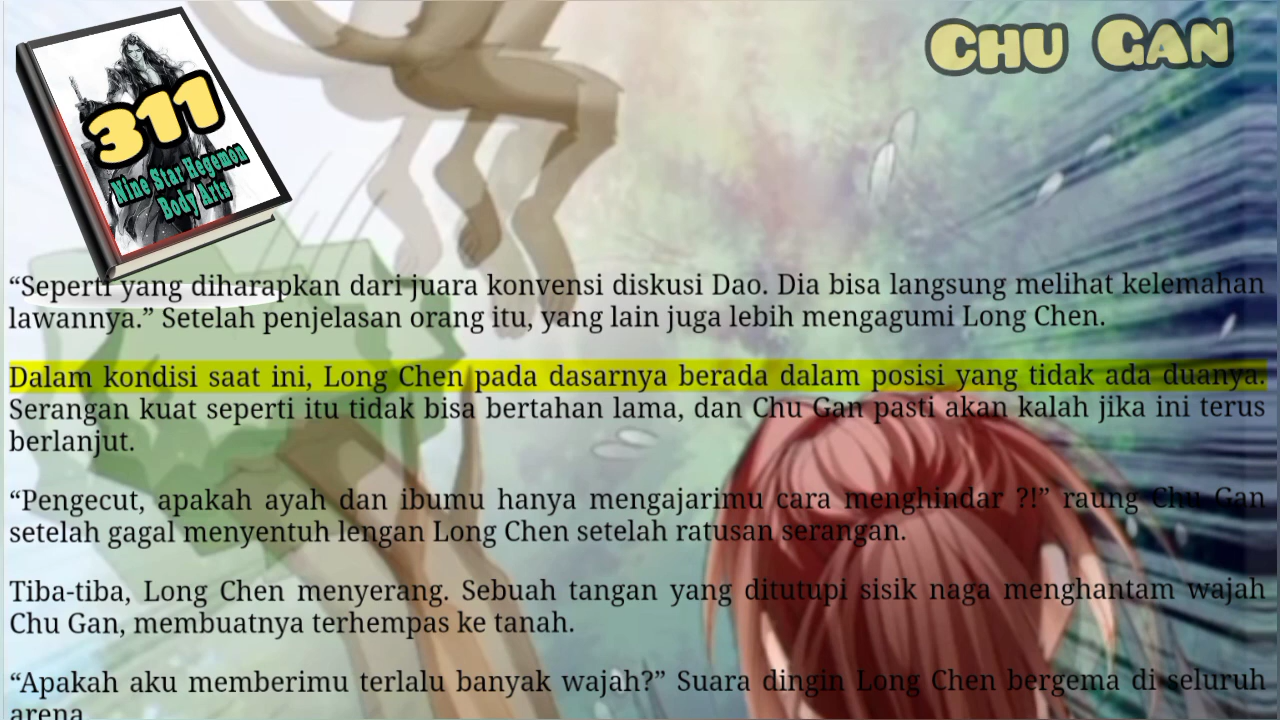 Chu Gan
311
Nine Star Hegemon
Body Arts
“Seperti yang diharapkan dari juara konvensi diskusi Dao. Dia bisa langsung melihat kelemahan
lawannya.” Setelah penjelasan orang itu, yang lain juga lebih mengagumi Long Chen.
Dalam kondisi saat ini, Long Chen pada dasarnya berada dalam posisi yang tidak ada duanya.
Serangan kuat seperti itu tidak bisa bertahan lama, dan Chu Gan pasti akan kalah jika ini terus
berlanjut.
“Pengecut, apakah ayah dan ibumu hanya mengajarimu cara menghindar ?!” raung Chu Gan
setelah gagal menyentuh lengan Long Chen setelah ratusan serangan.
Tiba-tiba, Long Chen menyerang. Sebuah tangan yang ditutupi sisik naga menghantam wajah
Chu Gan, membuatnya terhempas ke tanah.
“Apakah aku memberimu terlalu banyak wajah?” Suara dingin Long Chen bergema di seluruh
arena